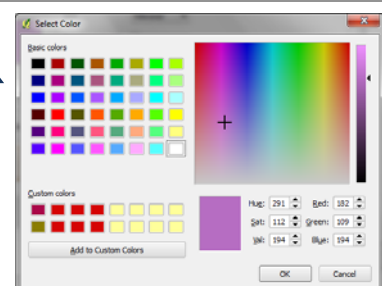 Select Color
Basic colors
Custom colors
Add to Custom Colors
Hue: 291 Red: 182
Sat: 112 Green: 109
Val: 194 Blue: 194
OK Cancel